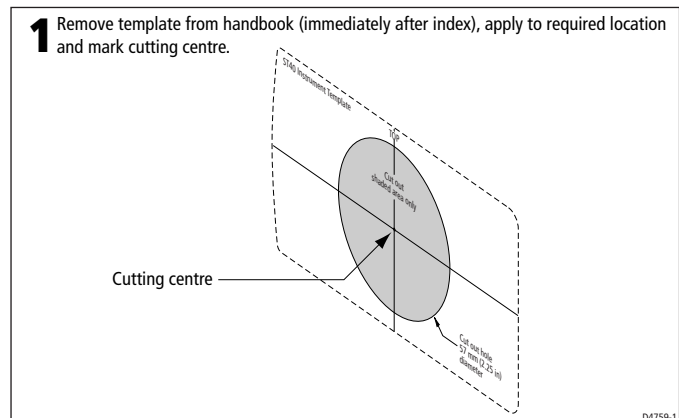 1 Remove template from handbook (immediately after index), apply to required location
and mark cutting centre.
ST40 Instrument Template
TOP
Cut out
shaded area only
Cutting centre
Cut out hole
57 mm (2.25 in)
diameter
D4759-1